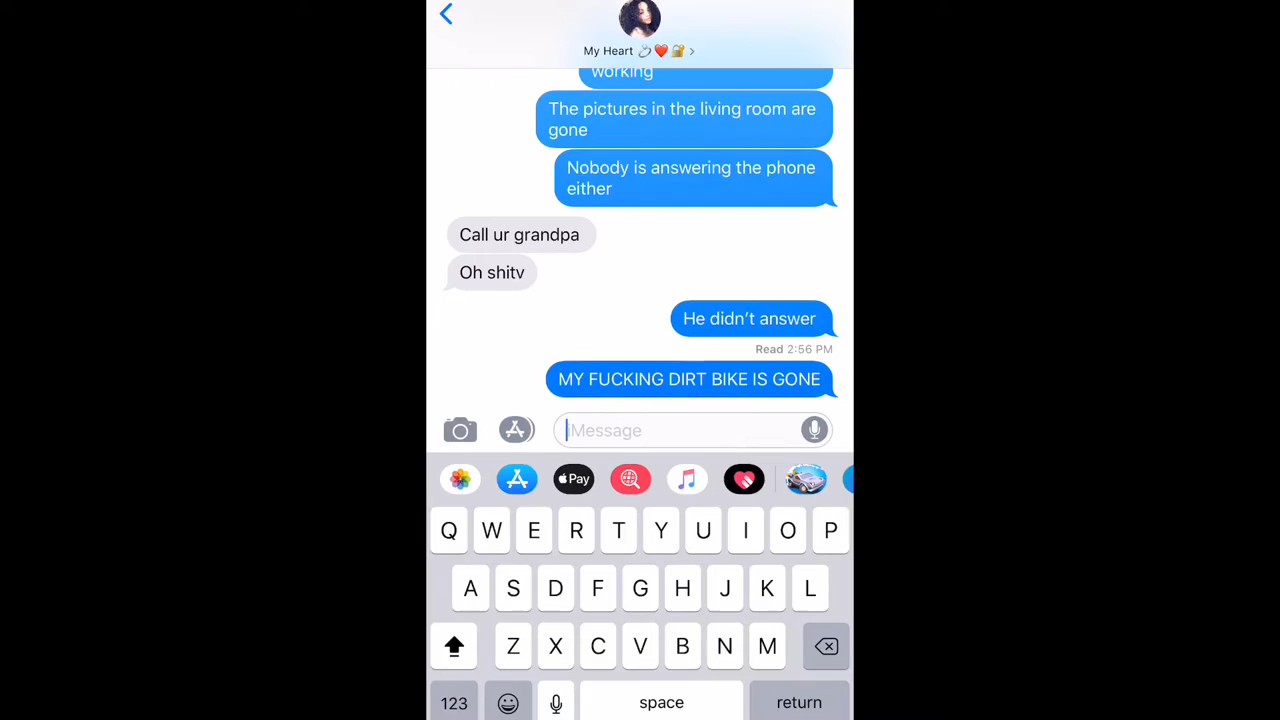 My Heart 💍❤️🔐 >
working
The pictures in the living room are
gone
Nobody is answering the phone
either
Call ur grandpa
Oh shitv
He didn’t answer
Read 2:56 PM
MY FUCKING DIRT BIKE IS GONE
iMessage
Pay
Q W E R T Y U I O P
A S D F G H J K L
Z X C V B N M
123 space return